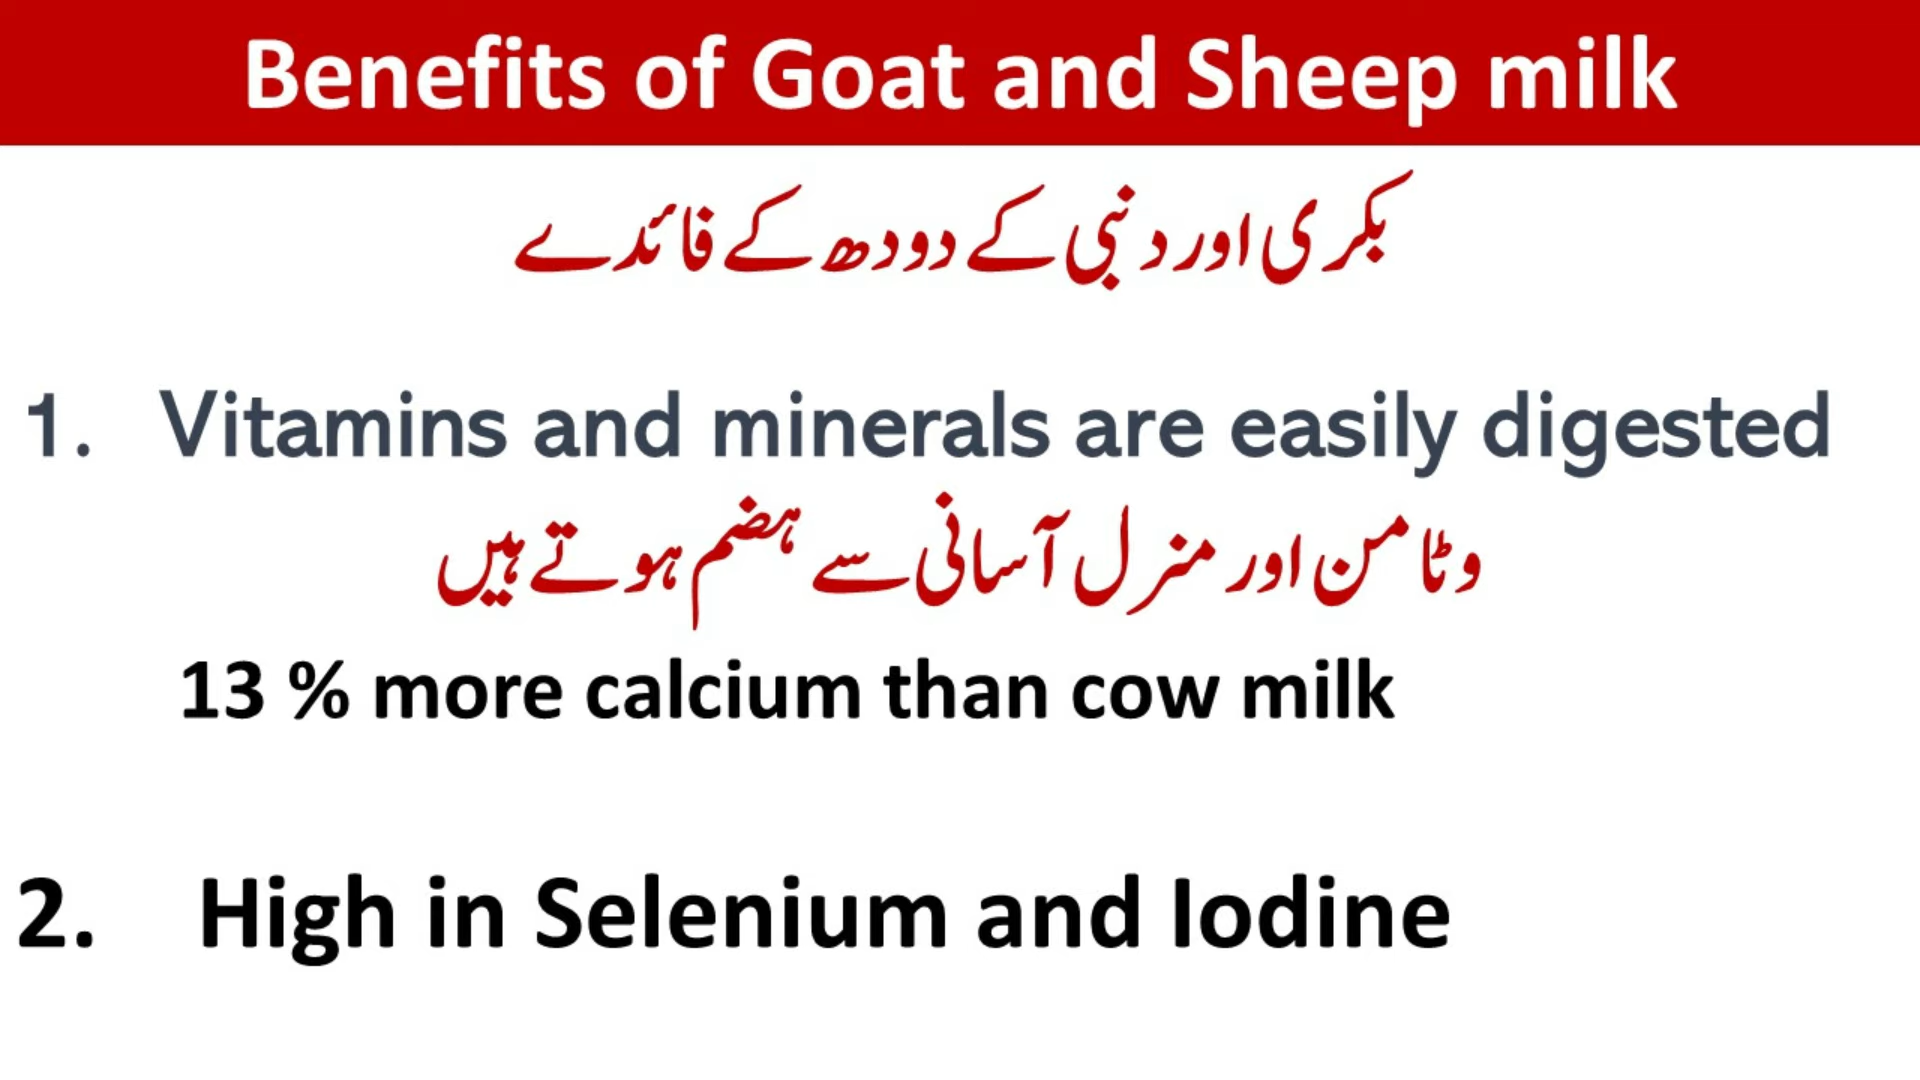 Benefits of Goat and Sheep milk
بکری اور دنبی کے دودھ کے فائدے
1. Vitamins and minerals are easily digested
وٹامن اور منرل آسانی سے ہضم ہوتے ہیں
13 % more calcium than cow milk
2. High in Selenium and Iodine